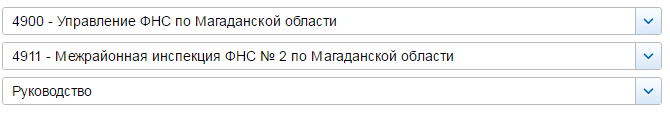 4900 - Управление ФНС по Магаданской области
4911 - Межрайонная инспекция ФНС № 2 по Магаданской области
Руководство